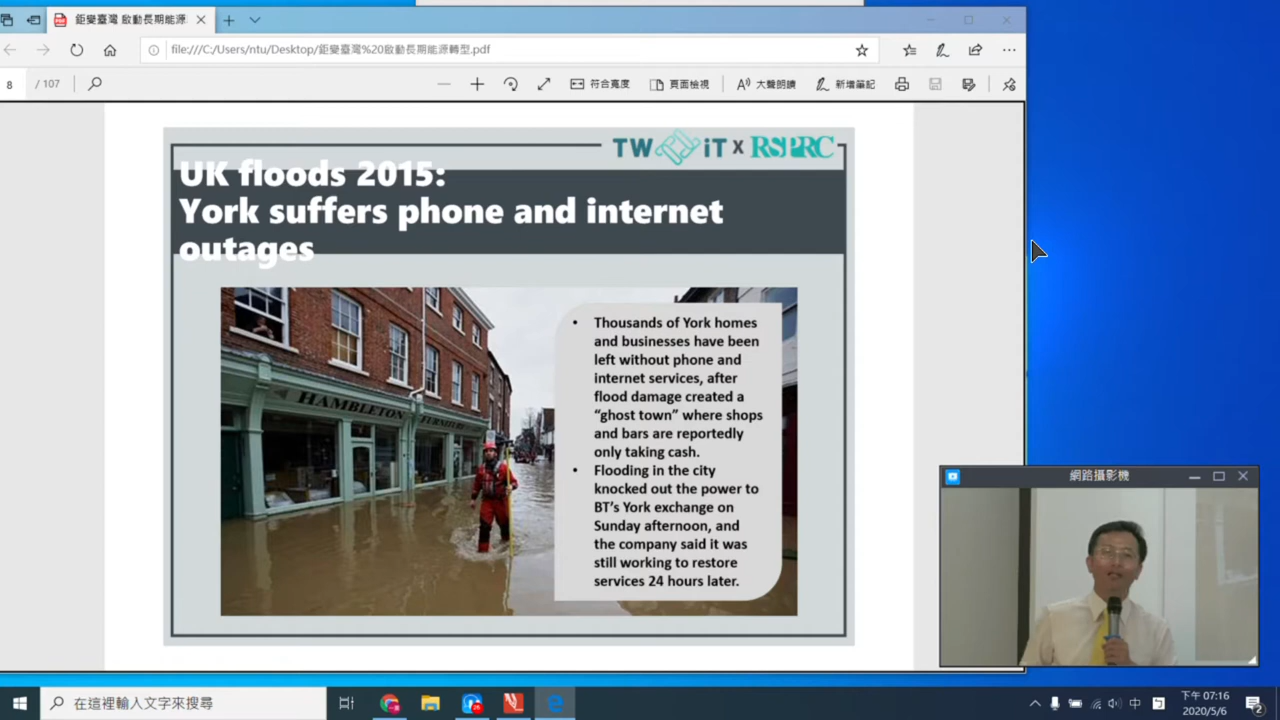 鉅變臺灣 啟動長期能源
file:///C:/Users/ntu/Desktop/鉅變臺灣%20啟動長期能源轉型.pdf
8 / 107
符合寬度
頁面檢視
大聲朗讀
新增筆記
TW iT x RSPRC
UK floods 2015:
York suffers phone and internet
outages
HAMBLETON
• Thousands of York homes
and businesses have been
left without phone and
internet services, after
flood damage created a
“ghost town” where shops
and bars are reportedly
only taking cash.
• Flooding in the city
knocked out the power to
BT’s York exchange on
Sunday afternoon, and
the company said it was
still working to restore
services 24 hours later.
網路攝影機
在這裡輸入文字來搜尋
中
下午 07:16
2020/5/6
2